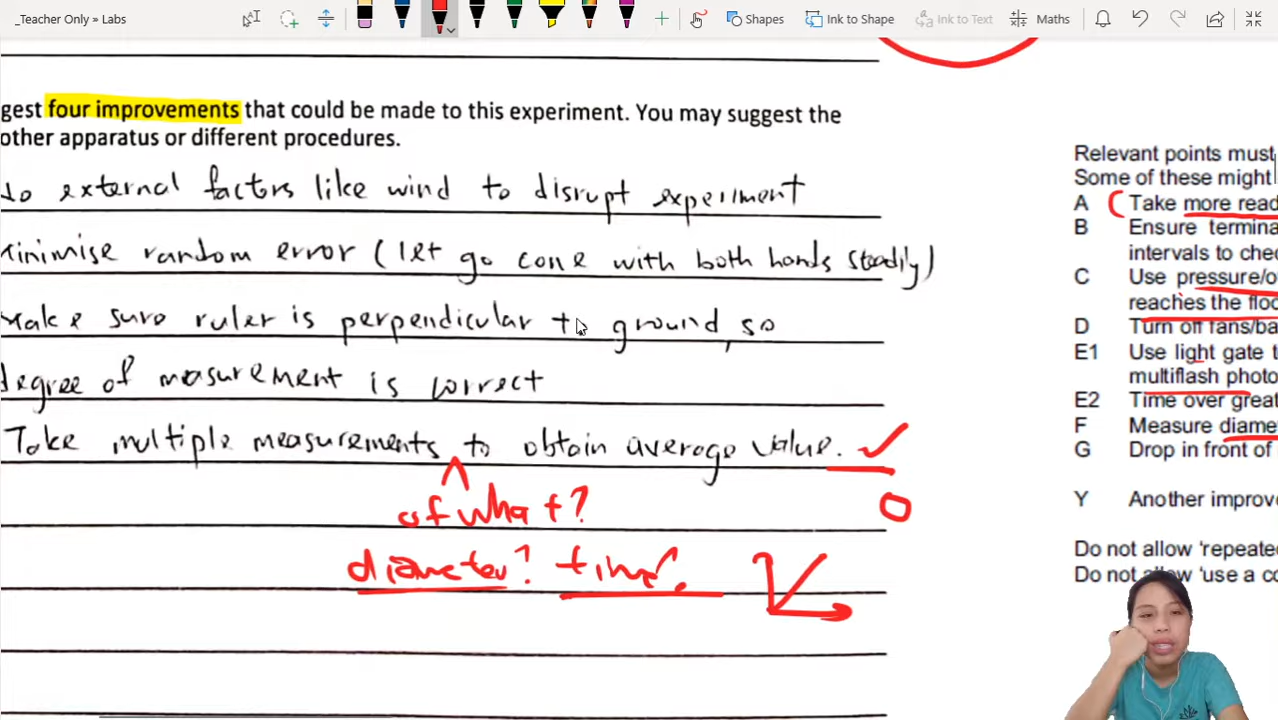 _Teacher Only » Labs
Shapes
Ink to Shape
Ink to Text
Maths
gest four improvements that could be made to this experiment. You may suggest the
other apparatus or different procedures.
No external factors like wind to disrupt experiment
Minimise random error (let go cone with both hands steadily)
Make sure ruler is perpendicular to ground, so
degree of measurement is correct
Take multiple measurements to obtain average value.
of what?
0
diameter? time?
Relevant points must
Some of these might
A Take more read
B Ensure termina
intervals to chec
C Use pressure/o
reaches the floo
D Turn off fans/ba
E1 Use light gate t
multiflash photo
E2 Time over great
F Measure diame
G Drop in front of
Y Another improve
Do not allow 'repeate
Do not allow 'use a co